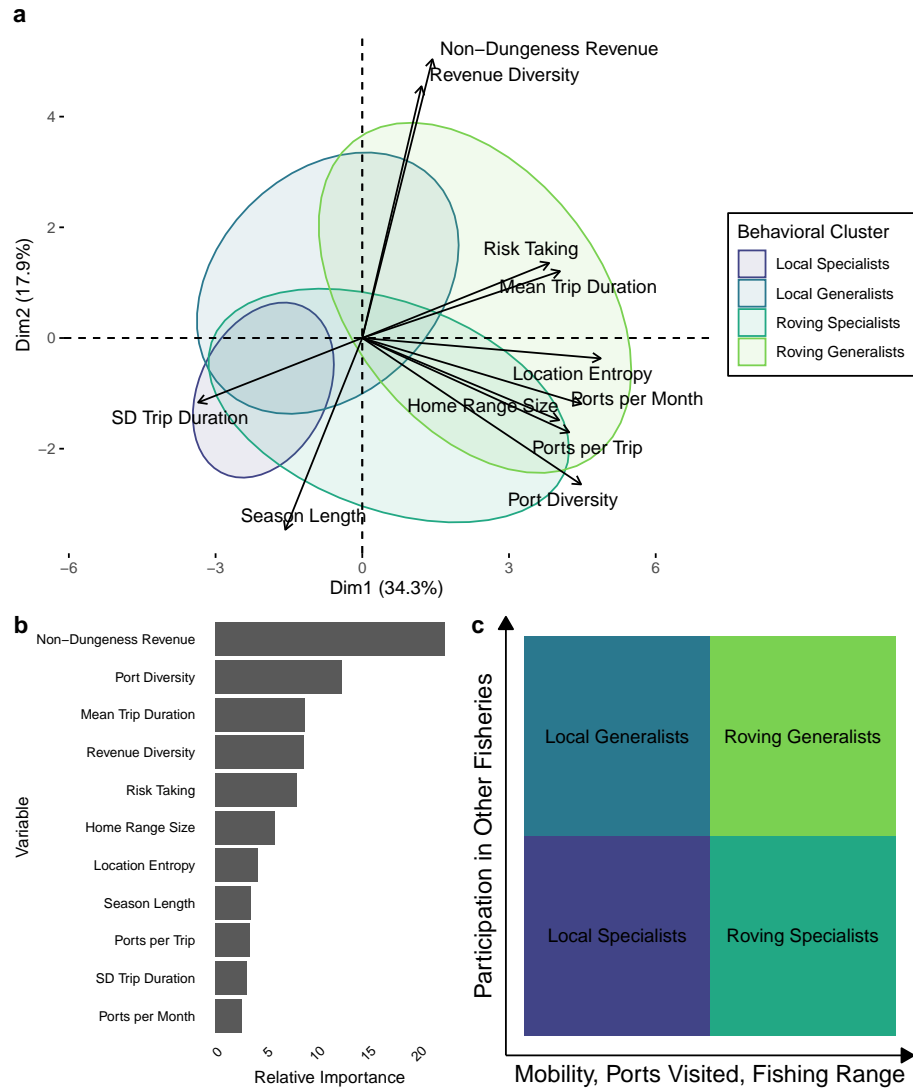 a
Non−Dungeness Revenue
Revenue Diversity
Risk Taking
Mean Trip Duration
Location Entropy
Home Range Size
Ports per Month
SD Trip Duration
Ports per Trip
Port Diversity
Season Length
4
2
0
−2
Dim2 (17.9%)
−6
−3
0
3
6
Dim1 (34.3%)
Behavioral Cluster
Local Specialists
Local Generalists
Roving Specialists
Roving Generalists
b
Non−Dungeness Revenue
Port Diversity
Mean Trip Duration
Revenue Diversity
Risk Taking
Home Range Size
Location Entropy
Season Length
Ports per Trip
SD Trip Duration
Ports per Month
Variable
0
5
10
15
20
Relative Importance
c
Participation in Other Fisheries
Local Generalists
Roving Generalists
Local Specialists
Roving Specialists
Mobility, Ports Visited, Fishing Range